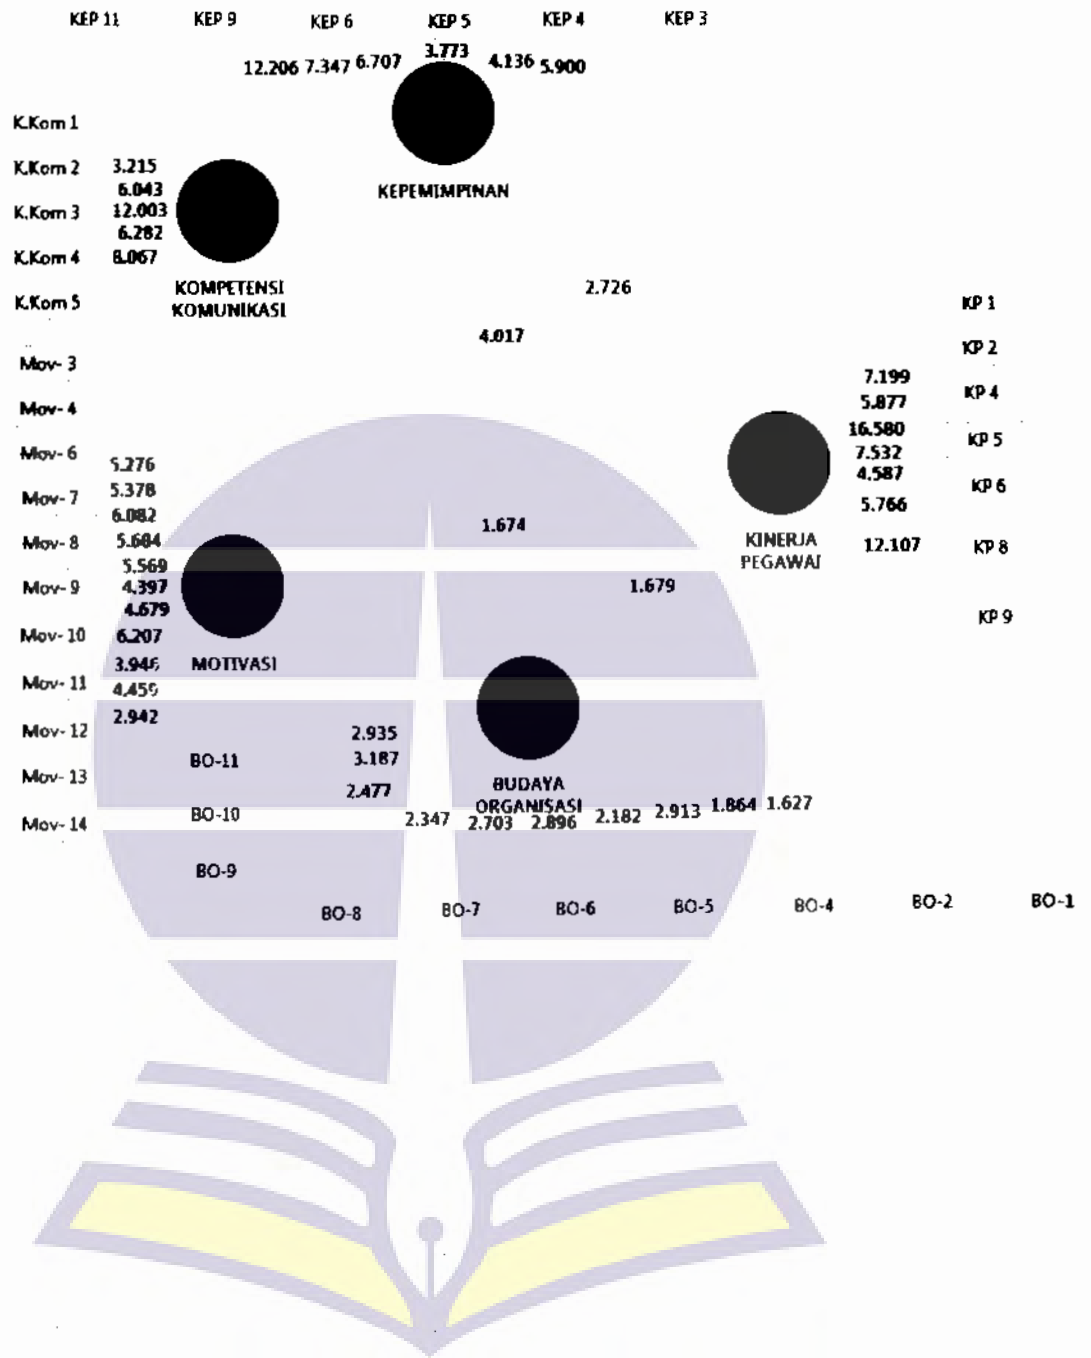 KEP 11 KEP 9 KEP 6 KEP 5 KEP 4 KEP 3
12.206 7.347 6.707 3.773 4.136 5.900
KEPEMIMPINAN
K.Kom 1
K.Kom 2
K.Kom 3
K.Kom 4
K.Kom 5
3.215
6.043
12.003
6.282
8.067
KOMPETENSI
KOMUNIKASI
2.726
4.017
KP 1
KP 2
KP 4
KP 5
KP 6
KP 8
KP 9
7.199
5.877
16.580
7.532
4.587
5.766
12.107
KINERJA
PEGAWAI
Mov- 3
Mov- 4
Mov- 6
Mov- 7
Mov- 8
Mov- 9
Mov- 10
Mov- 11
Mov- 12
Mov- 13
Mov- 14
5.276
5.378
6.082
5.684
5.569
4.397
4.679
6.207
3.946
4.459
2.942
MOTIVASI
1.674
1.679
BUDAYA
ORGANISASI
2.935
3.187
2.477
2.347 2.703 2.896 2.182 2.913 1.864 1.627
BO-11
BO-10
BO-9
BO-8 BO-7 BO-6 BO-5 BO-4 BO-2 BO-1